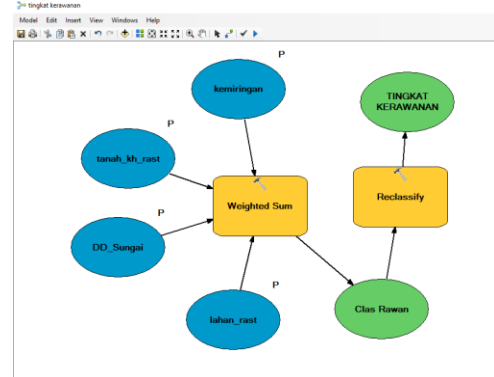 tingkat kerawanan
Model Edit Insert View Windows Help
P
kemiringan
TINGKAT
KERAWANAN
P
tanah_kh_rast
Weighted Sum
Reclassify
P
DD_Sungai
P
lahan_rast
Clas Rawan